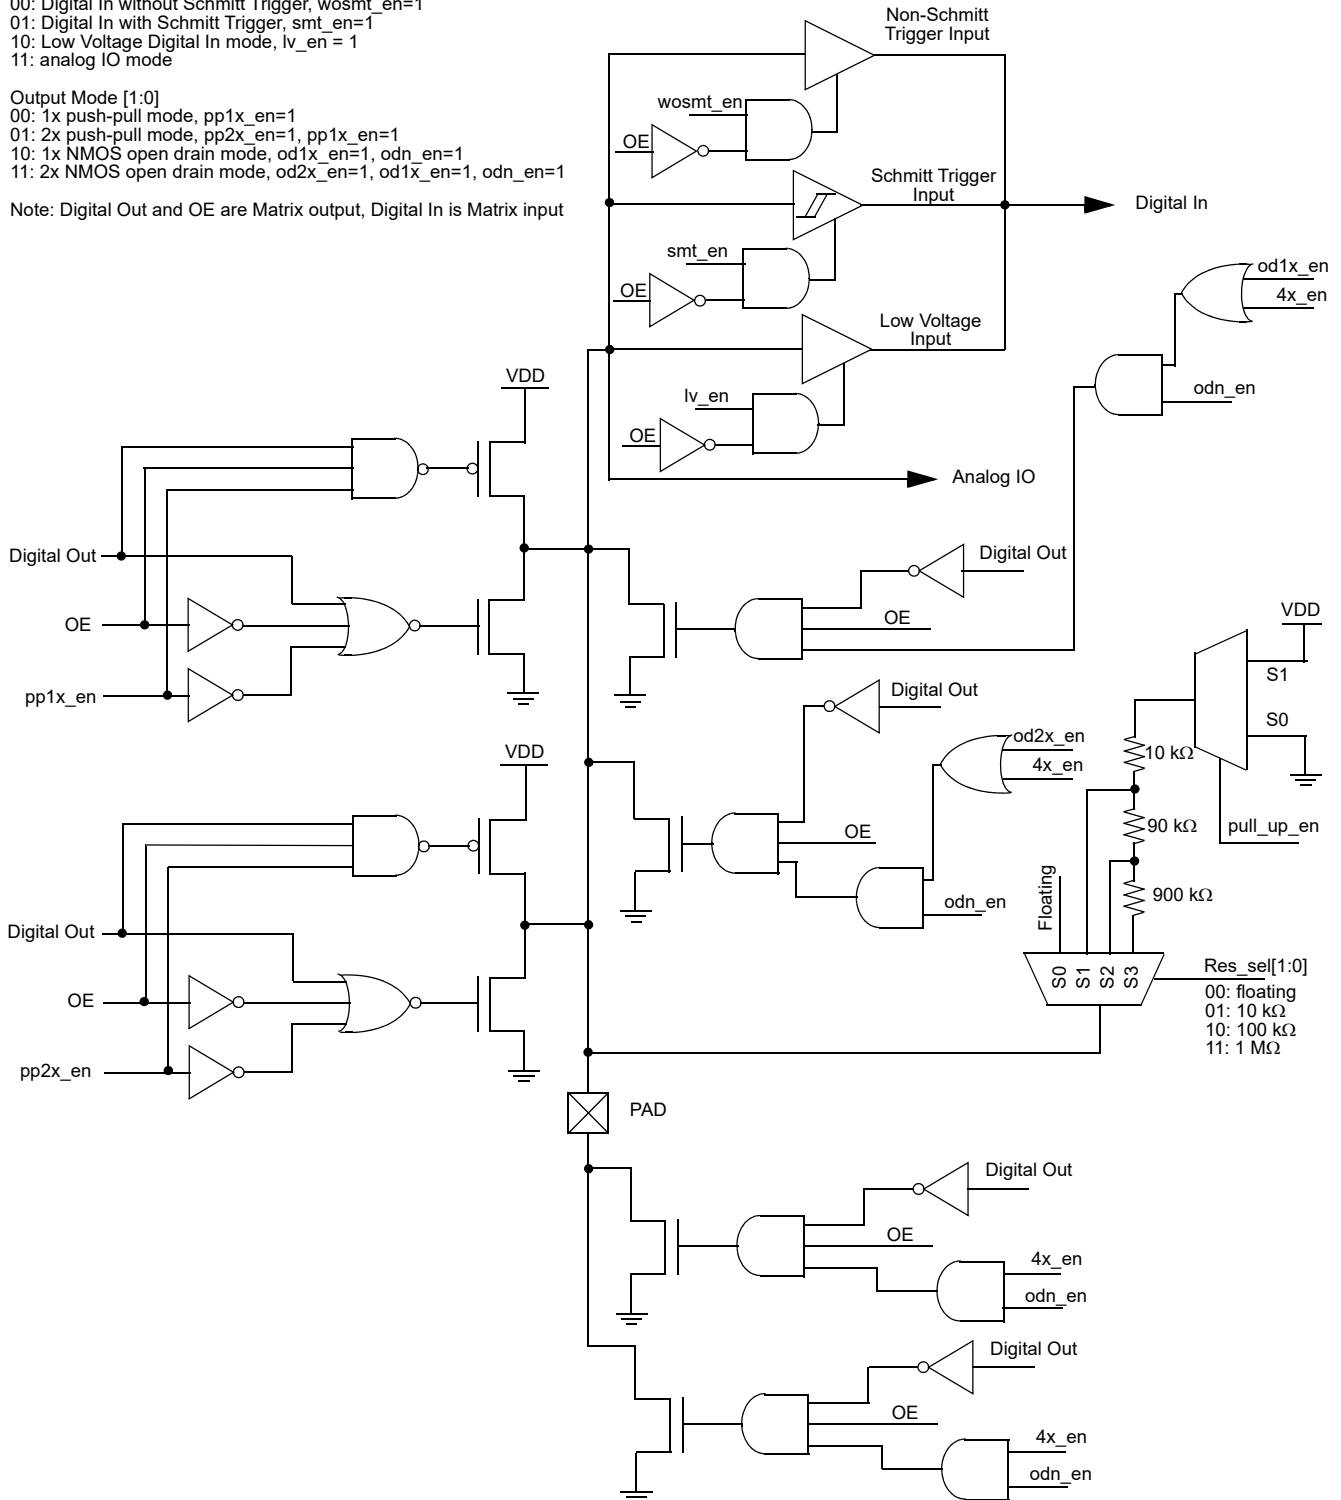 00: Digital In without Schmitt Trigger, wosmt_en=1
01: Digital In with Schmitt Trigger, smt_en=1
10: Low Voltage Digital In mode, lv_en = 1
11: analog IO mode
Output Mode [1:0]
00: 1x push-pull mode, pp1x_en=1
01: 2x push-pull mode, pp2x_en=1, pp1x_en=1
10: 1x NMOS open drain mode, od1x_en=1, odn_en=1
11: 2x NMOS open drain mode, od2x_en=1, od1x_en=1, odn_en=1
Note: Digital Out and OE are Matrix output, Digital In is Matrix input
Non-Schmitt
Trigger Input
wosmt_en
OE
Schmitt Trigger
Input
Digital In
smt_en
OE
od1x_en
4x_en
Low Voltage
Input
lv_en
OE
odn_en
Analog IO
VDD
Digital Out
OE
pp1x_en
Digital Out
OE
VDD
S1
S0
pull_up_en
10 kΩ
90 kΩ
900 kΩ
Digital Out
od2x_en
4x_en
OE
odn_en
VDD
Digital Out
OE
pp2x_en
Floating
S0
S1
S2
S3
Res_sel[1:0]
00: floating
01: 10 kΩ
10: 100 kΩ
11: 1 MΩ
PAD
Digital Out
OE
4x_en
odn_en
Digital Out
OE
4x_en
odn_en